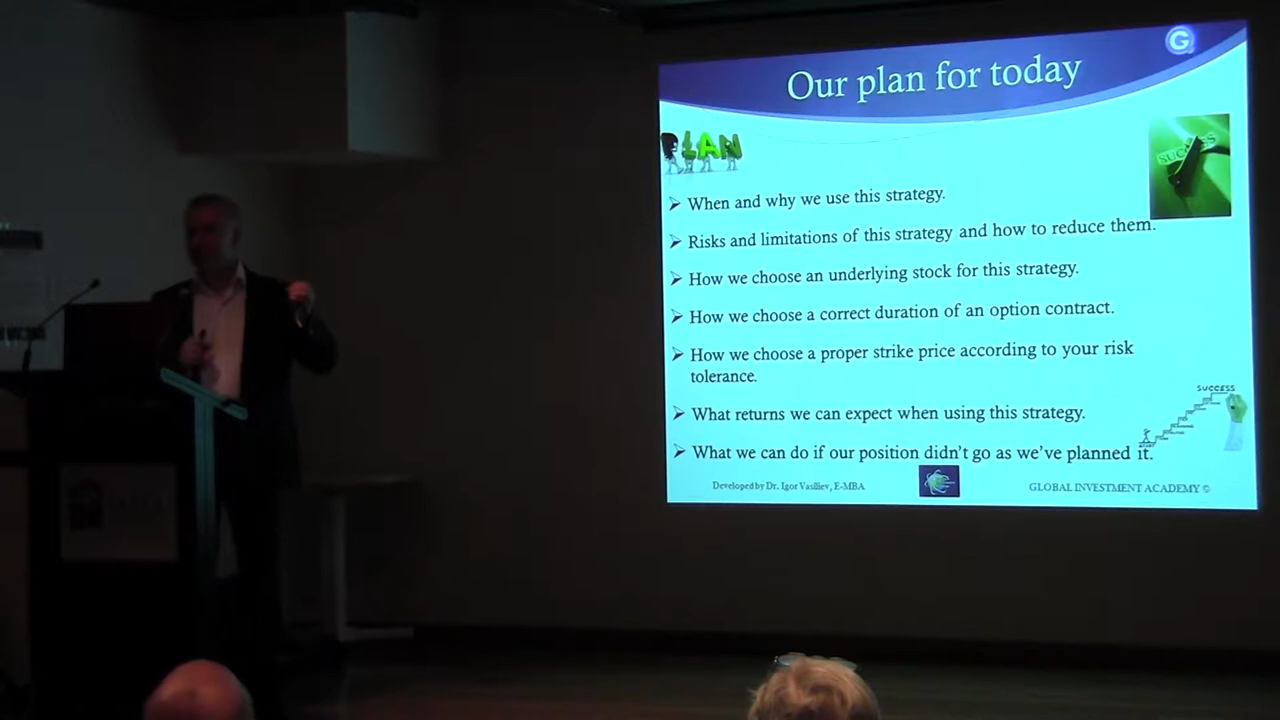 G
Our plan for today
PLAN
SUCCESS
➢ When and why we use this strategy.
➢ Risks and limitations of this strategy and how to reduce them.
➢ How we choose an underlying stock for this strategy.
➢ How we choose a correct duration of an option contract.
➢ How we choose a proper strike price according to your risk
tolerance.
➢ What returns we can expect when using this strategy.
SUCCESS
➢ What we can do if our position didn't go as we've planned it.
Developed by Dr. Igor Vasiliev, E-MBA
GLOBAL INVESTMENT ACADEMY ©